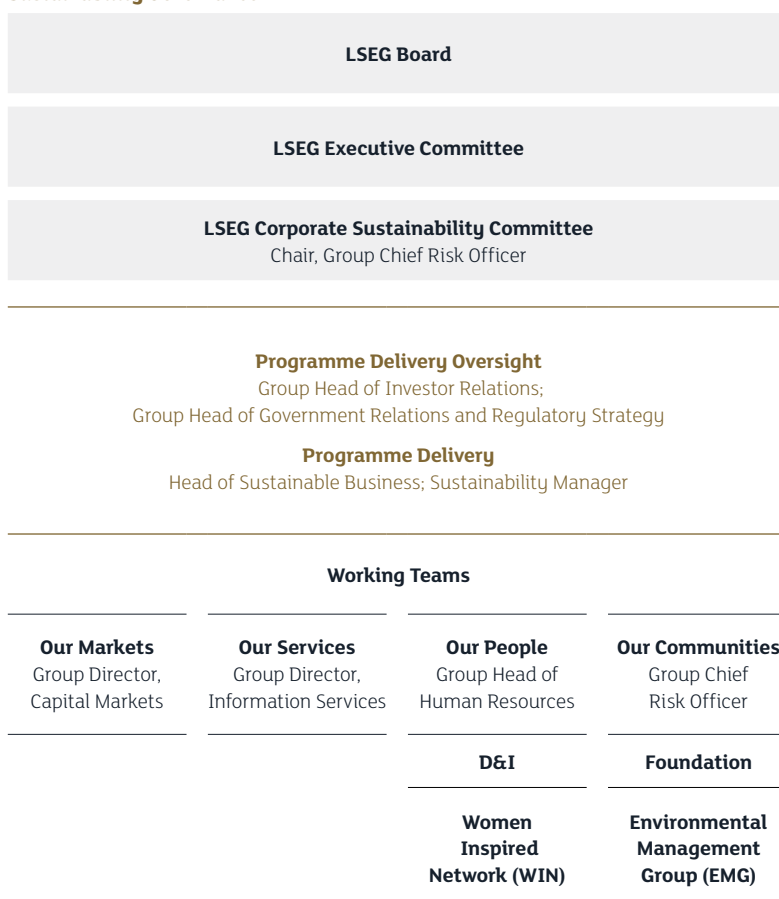 LSEG Board
LSEG Executive Committee
LSEG Corporate Sustainability Committee
Chair, Group Chief Risk Officer
Programme Delivery Oversight
Group Head of Investor Relations;
Group Head of Government Relations and Regulatory Strategy
Programme Delivery
Head of Sustainable Business; Sustainability Manager
Working Teams
Our Markets
Group Director,
Capital Markets
Our Services
Group Director,
Information Services
Our People
Group Head of
Human Resources
Our Communities
Group Chief
Risk Officer
D&I
Foundation
Women
Inspired
Network (WIN)
Environmental
Management
Group (EMG)